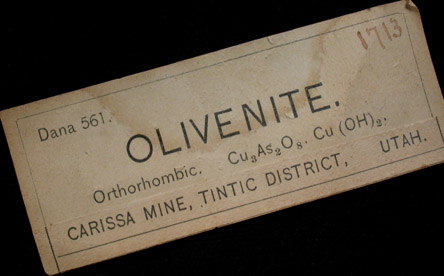 1713
Dana 561.
OLIVENITE.
Orthorhombic. Cu₃As₂O₈. Cu (OH)₂.
CARISSA MINE, TINTIC DISTRICT, UTAH.